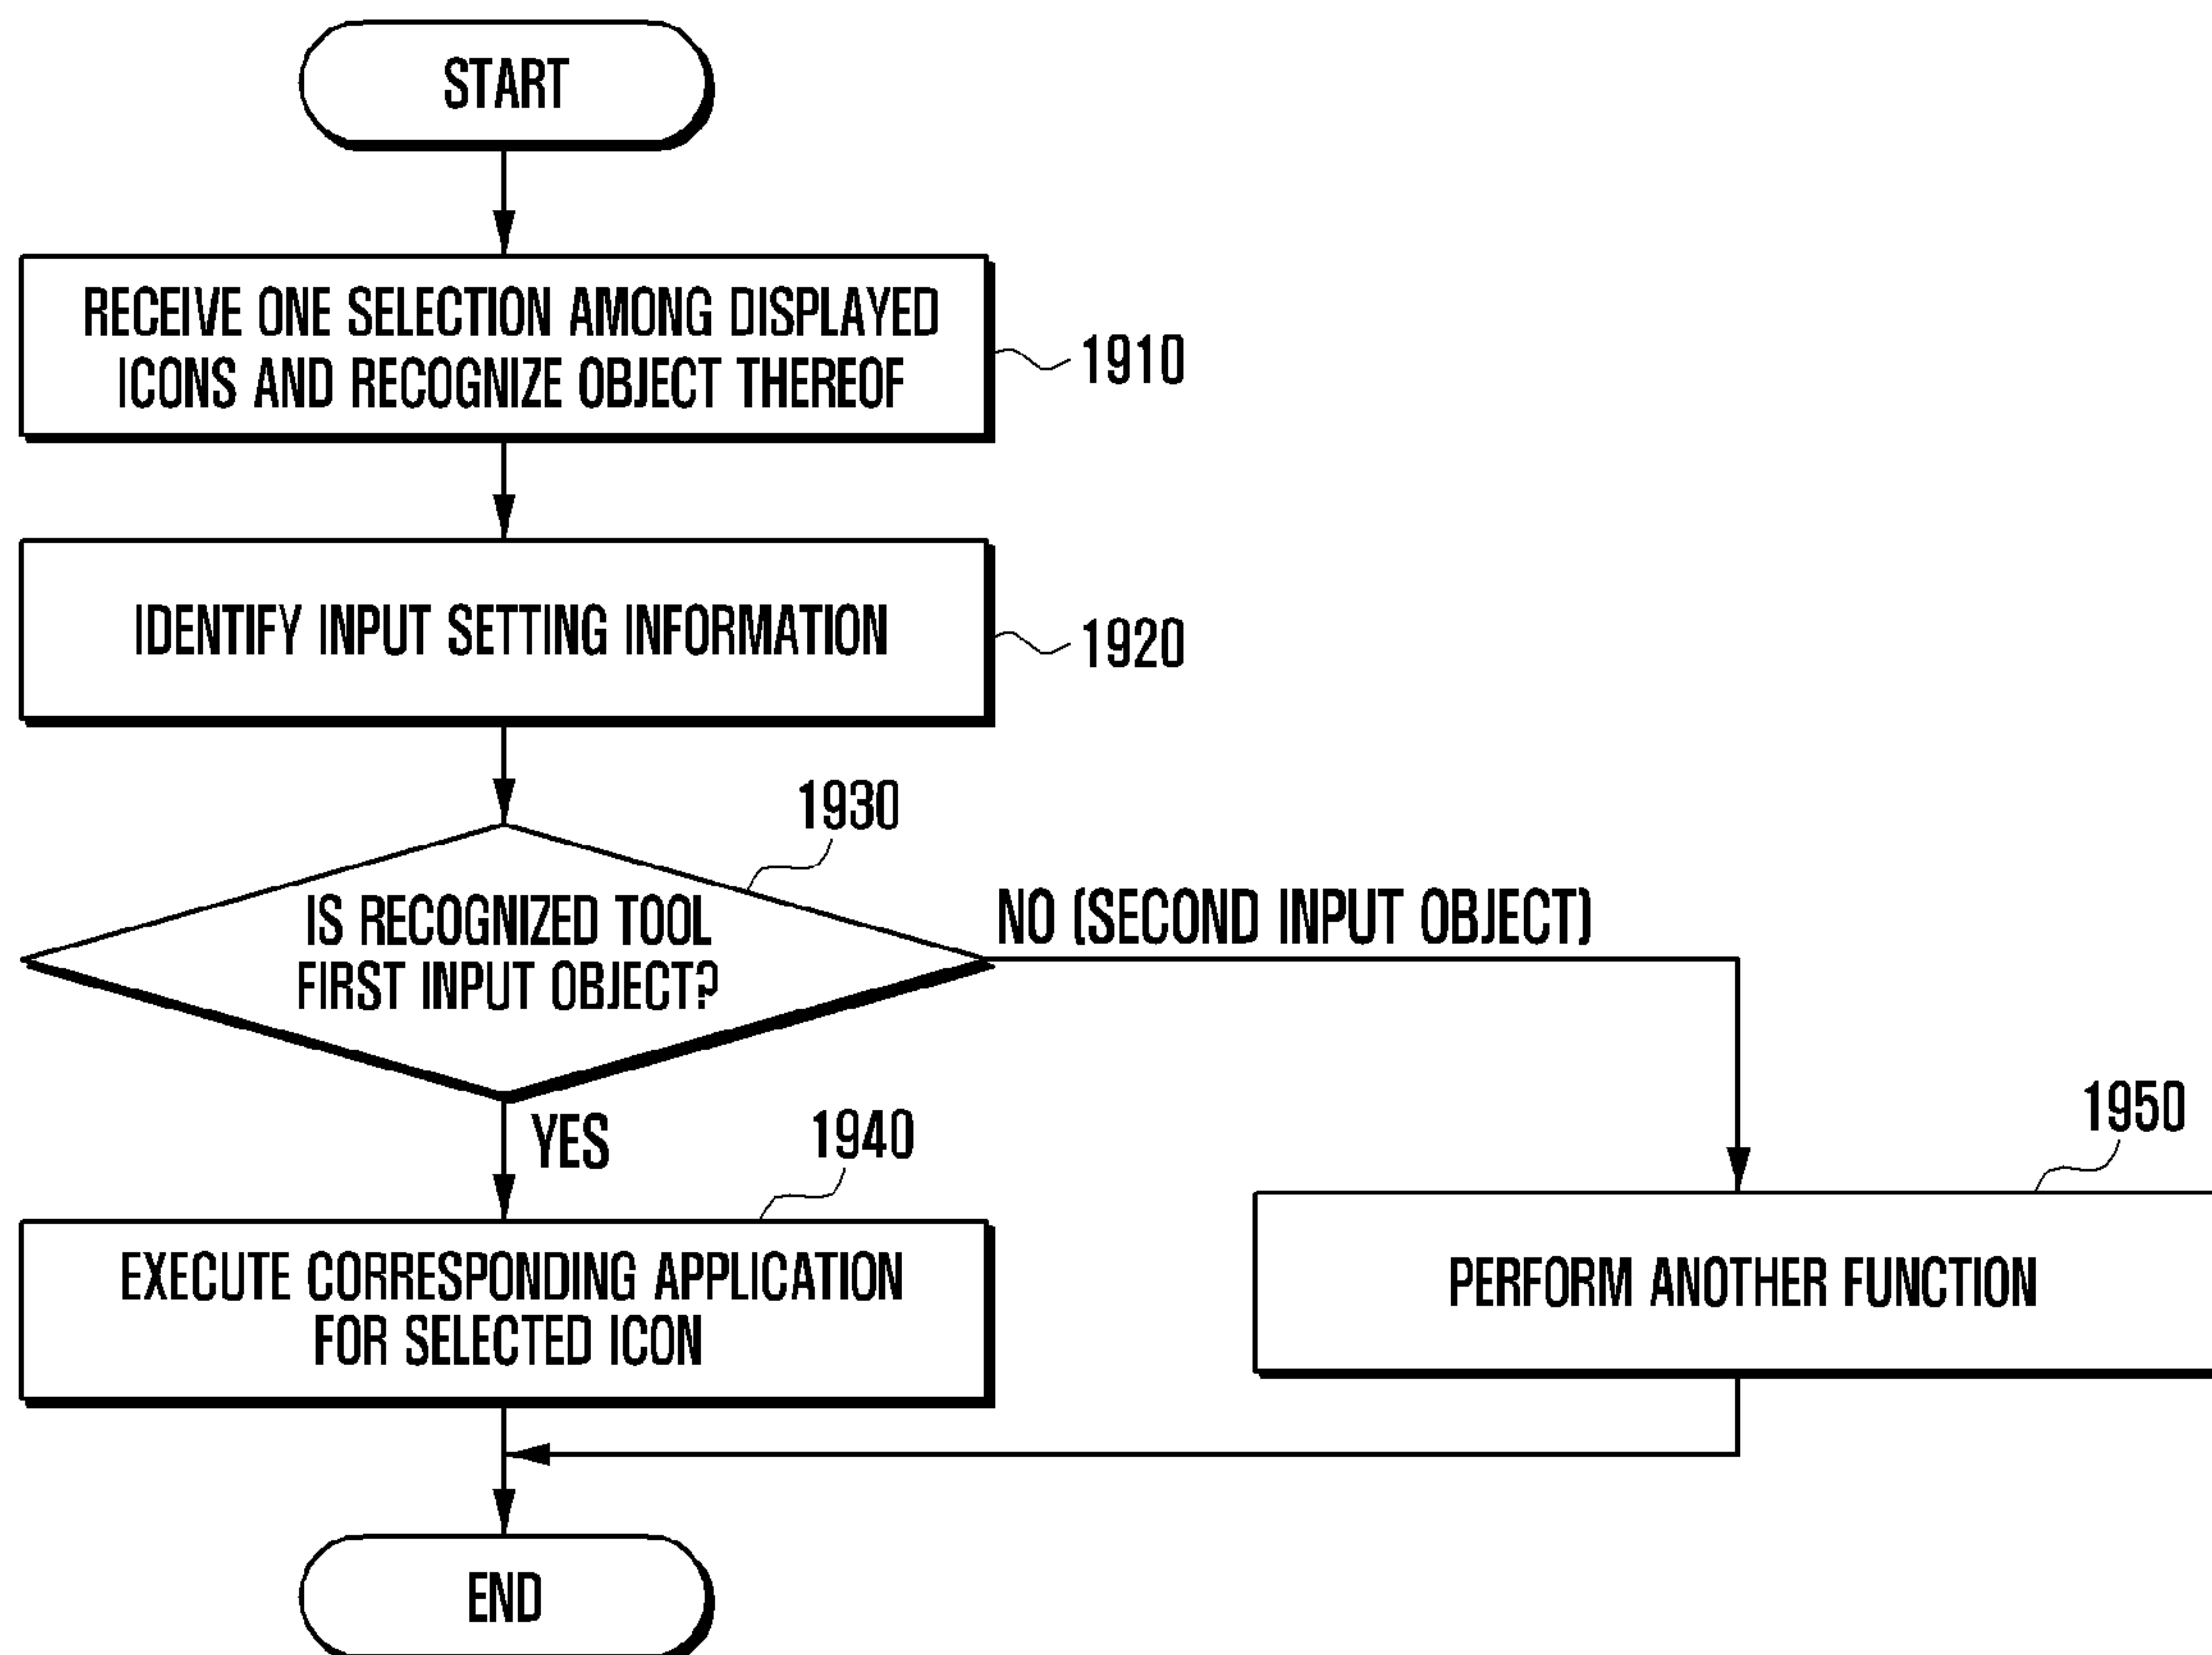 START
RECEIVE ONE SELECTION AMONG DISPLAYED
ICONS AND RECOGNIZE OBJECT THEREOF
1910
IDENTIFY INPUT SETTING INFORMATION
1920
1930
IS RECOGNIZED TOOL
FIRST INPUT OBJECT?
NO (SECOND INPUT OBJECT)
YES
1940
EXECUTE CORRESPONDING APPLICATION
FOR SELECTED ICON
1950
PERFORM ANOTHER FUNCTION
END